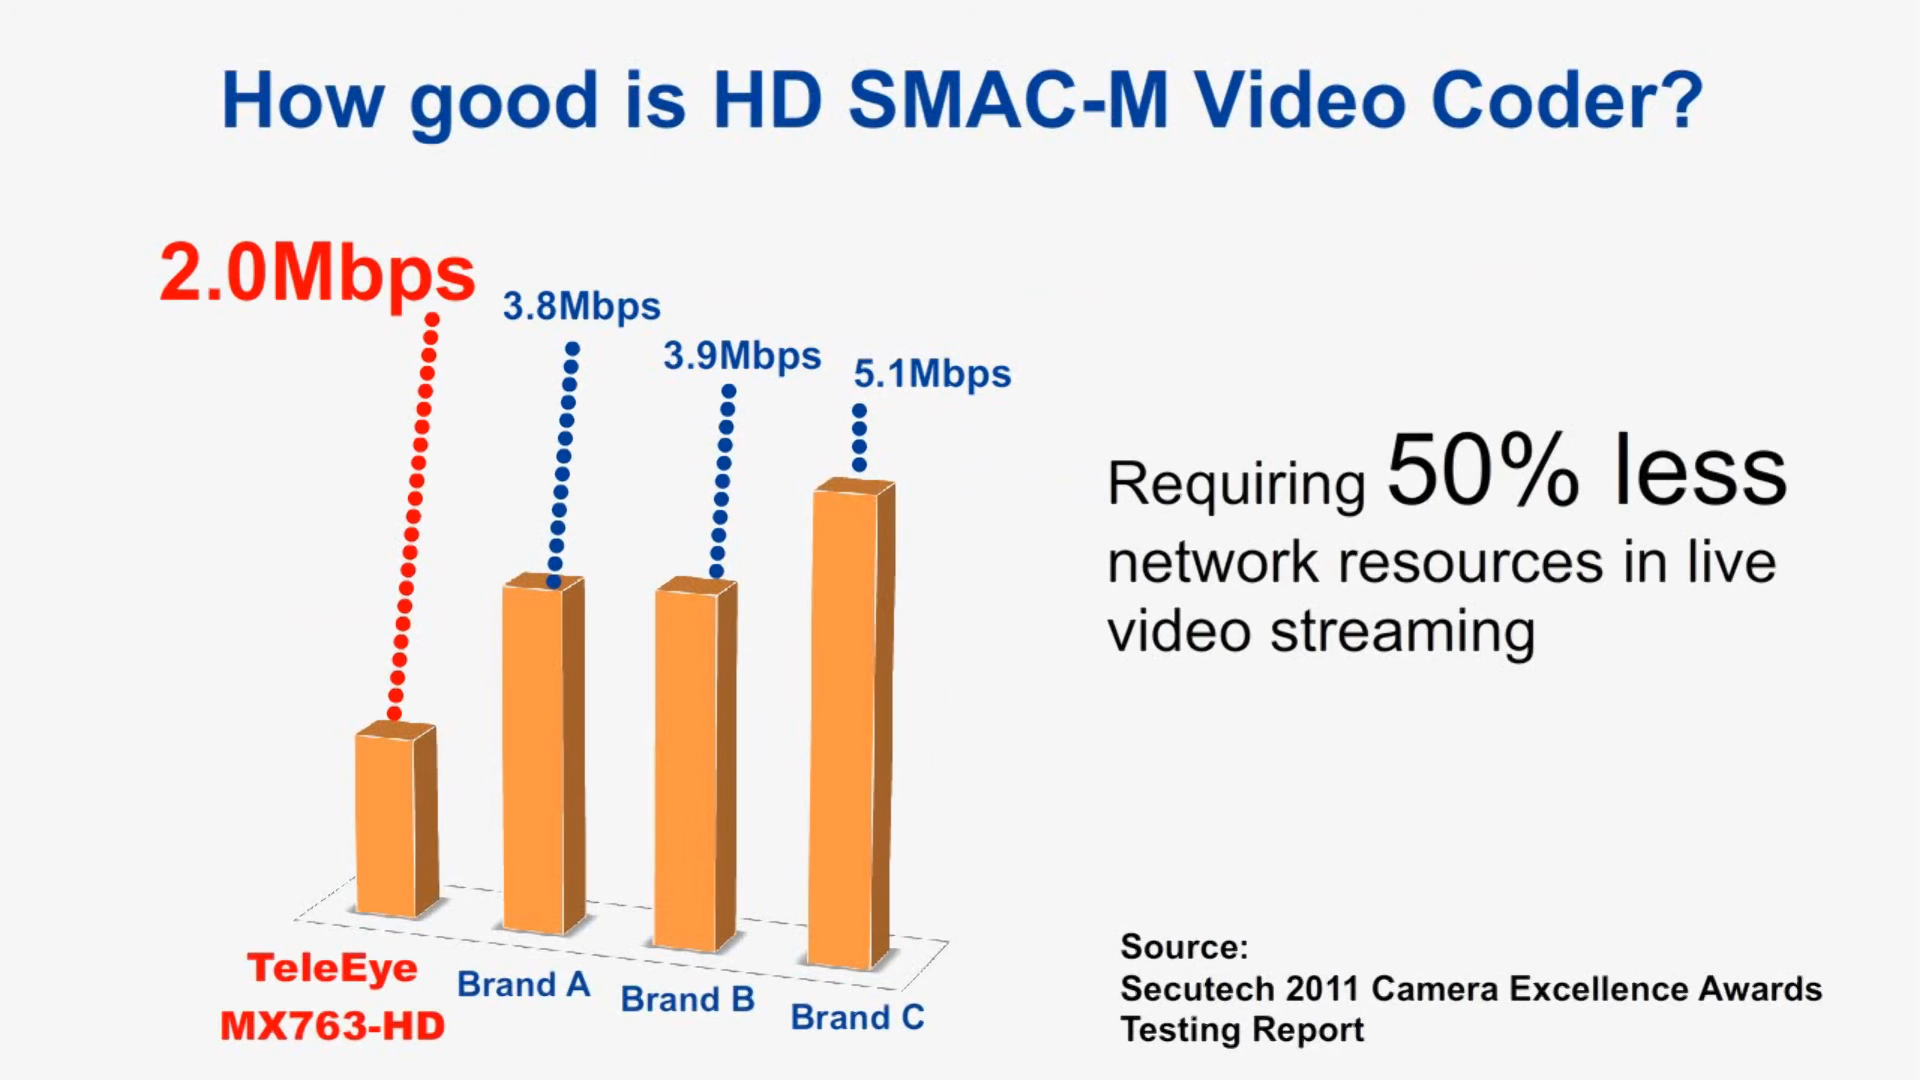 How good is HD SMAC-M Video Coder?
2.0Mbps
3.8Mbps
3.9Mbps
5.1Mbps
Requiring 50% less
network resources in live
video streaming
TeleEye
MX763-HD
Brand A
Brand B
Brand C
Source:
Secutech 2011 Camera Excellence Awards
Testing Report